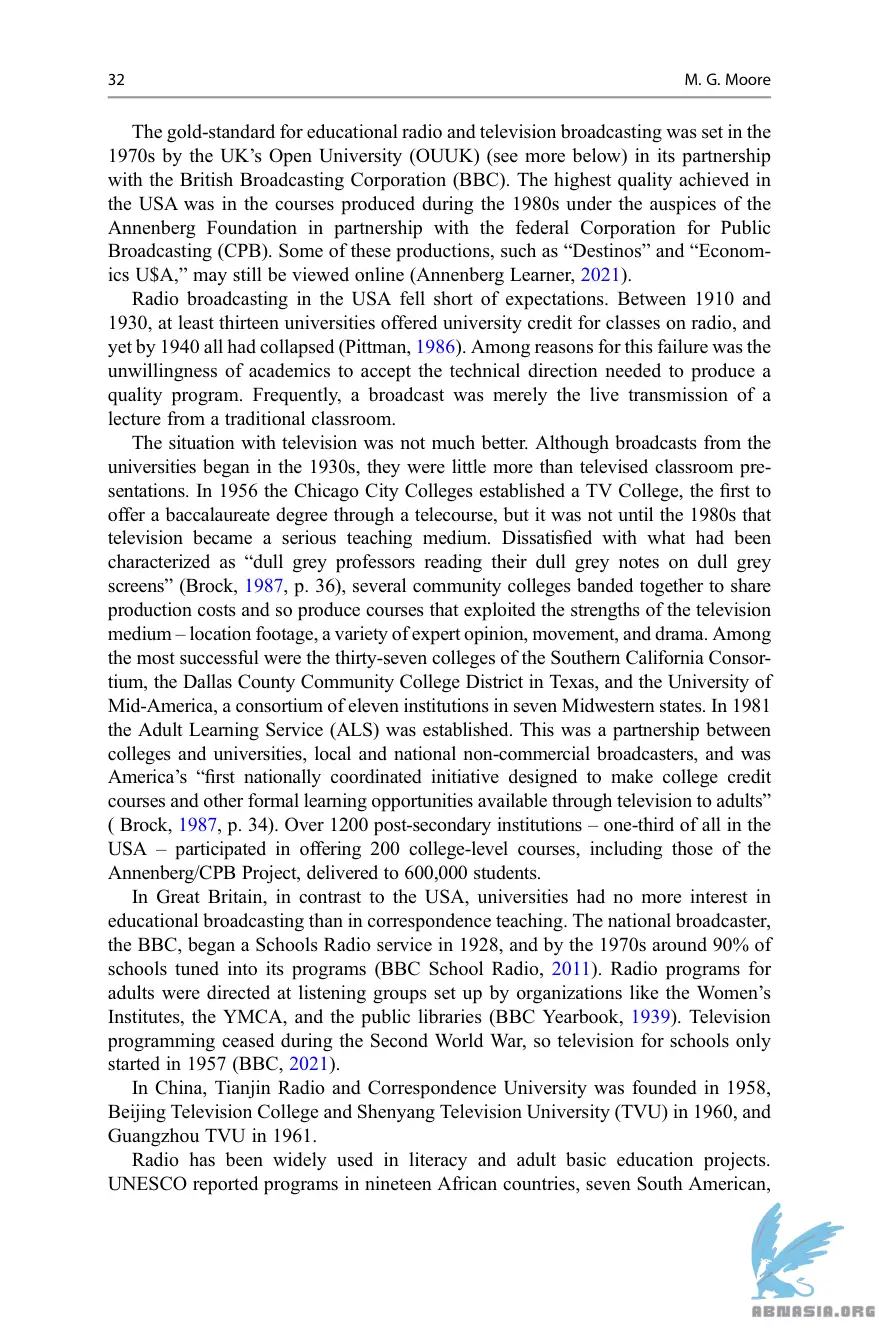 32
M. G. Moore
The gold-standard for educational radio and television broadcasting was set in the
1970s by the UK’s Open University (OUUK) (see more below) in its partnership
with the British Broadcasting Corporation (BBC). The highest quality achieved in
the USA was in the courses produced during the 1980s under the auspices of the
Annenberg Foundation in partnership with the federal Corporation for Public
Broadcasting (CPB). Some of these productions, such as “Destinos” and “Econom-
ics U$A,” may still be viewed online (Annenberg Learner, 2021).
Radio broadcasting in the USA fell short of expectations. Between 1910 and
1930, at least thirteen universities offered university credit for classes on radio, and
yet by 1940 all had collapsed (Pittman, 1986). Among reasons for this failure was the
unwillingness of academics to accept the technical direction needed to produce a
quality program. Frequently, a broadcast was merely the live transmission of a
lecture from a traditional classroom.
The situation with television was not much better. Although broadcasts from the
universities began in the 1930s, they were little more than televised classroom pre-
sentations. In 1956 the Chicago City Colleges established a TV College, the first to
offer a baccalaureate degree through a telecourse, but it was not until the 1980s that
television became a serious teaching medium. Dissatisfied with what had been
characterized as “dull grey professors reading their dull grey notes on dull grey
screens” (Brock, 1987, p. 36), several community colleges banded together to share
production costs and so produce courses that exploited the strengths of the television
medium – location footage, a variety of expert opinion, movement, and drama. Among
the most successful were the thirty-seven colleges of the Southern California Consor-
tium, the Dallas County Community College District in Texas, and the University of
Mid-America, a consortium of eleven institutions in seven Midwestern states. In 1981
the Adult Learning Service (ALS) was established. This was a partnership between
colleges and universities, local and national non-commercial broadcasters, and was
America’s “first nationally coordinated initiative designed to make college credit
courses and other formal learning opportunities available through television to adults”
( Brock, 1987, p. 34). Over 1200 post-secondary institutions – one-third of all in the
USA – participated in offering 200 college-level courses, including those of the
Annenberg/CPB Project, delivered to 600,000 students.
In Great Britain, in contrast to the USA, universities had no more interest in
educational broadcasting than in correspondence teaching. The national broadcaster,
the BBC, began a Schools Radio service in 1928, and by the 1970s around 90% of
schools tuned into its programs (BBC School Radio, 2011). Radio programs for
adults were directed at listening groups set up by organizations like the Women’s
Institutes, the YMCA, and the public libraries (BBC Yearbook, 1939). Television
programming ceased during the Second World War, so television for schools only
started in 1957 (BBC, 2021).
In China, Tianjin Radio and Correspondence University was founded in 1958,
Beijing Television College and Shenyang Television University (TVU) in 1960, and
Guangzhou TVU in 1961.
Radio has been widely used in literacy and adult basic education projects.
UNESCO reported programs in nineteen African countries, seven South American,
ABNASIA.ORG